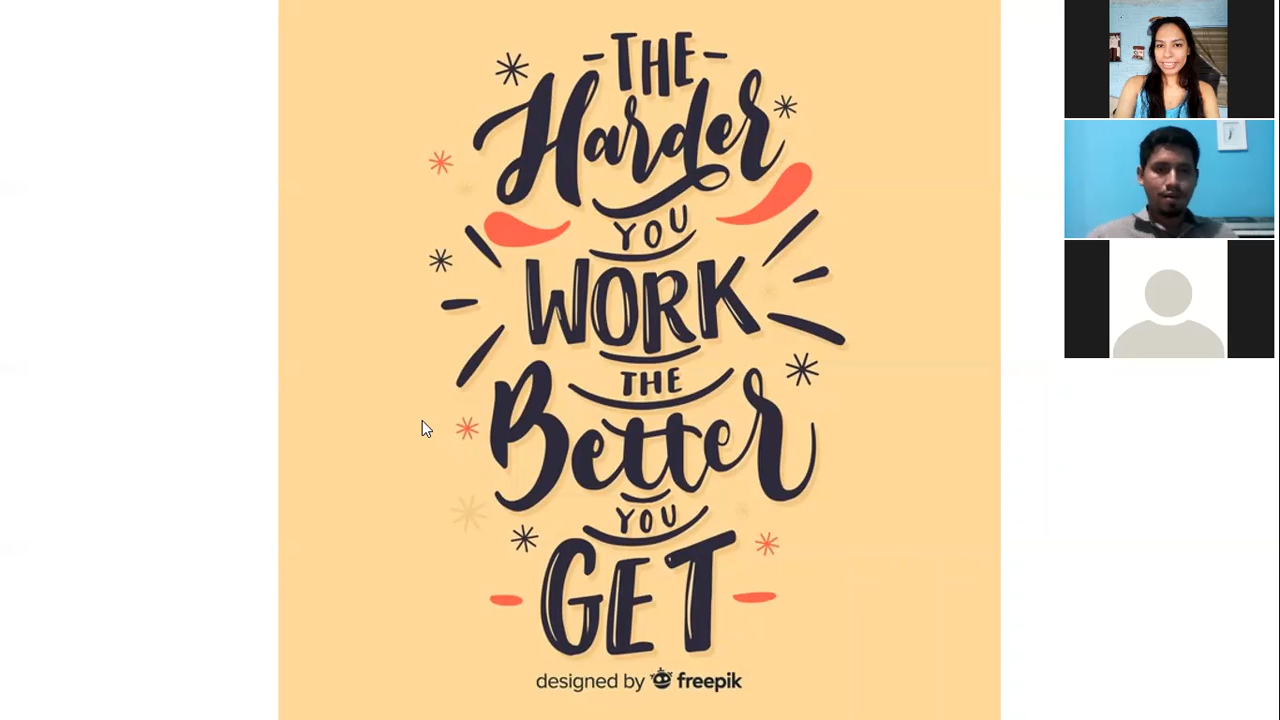 THE
Harder
YOU
WORK
THE
Better
YOU
GET
designed by freepik